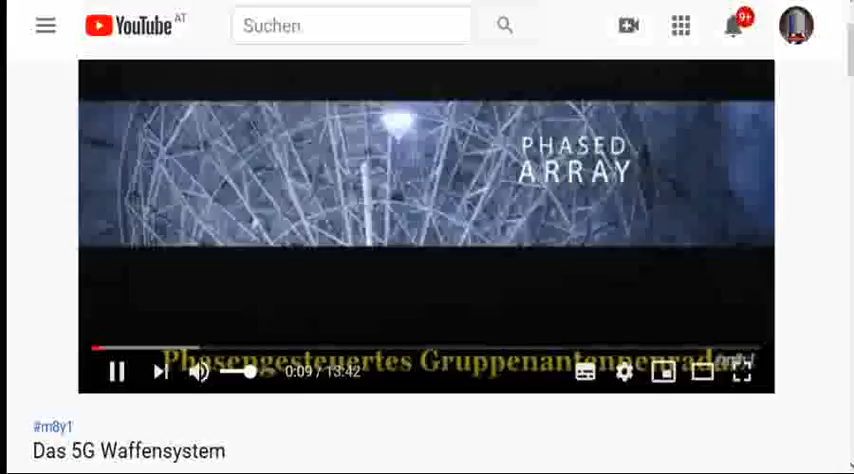 YouTube AT
Suchen
9+
PHASED
ARRAY
Phasengesteuertes Gruppenantennenradar
0:09 / 13:42
#m8y1
Das 5G Waffensystem